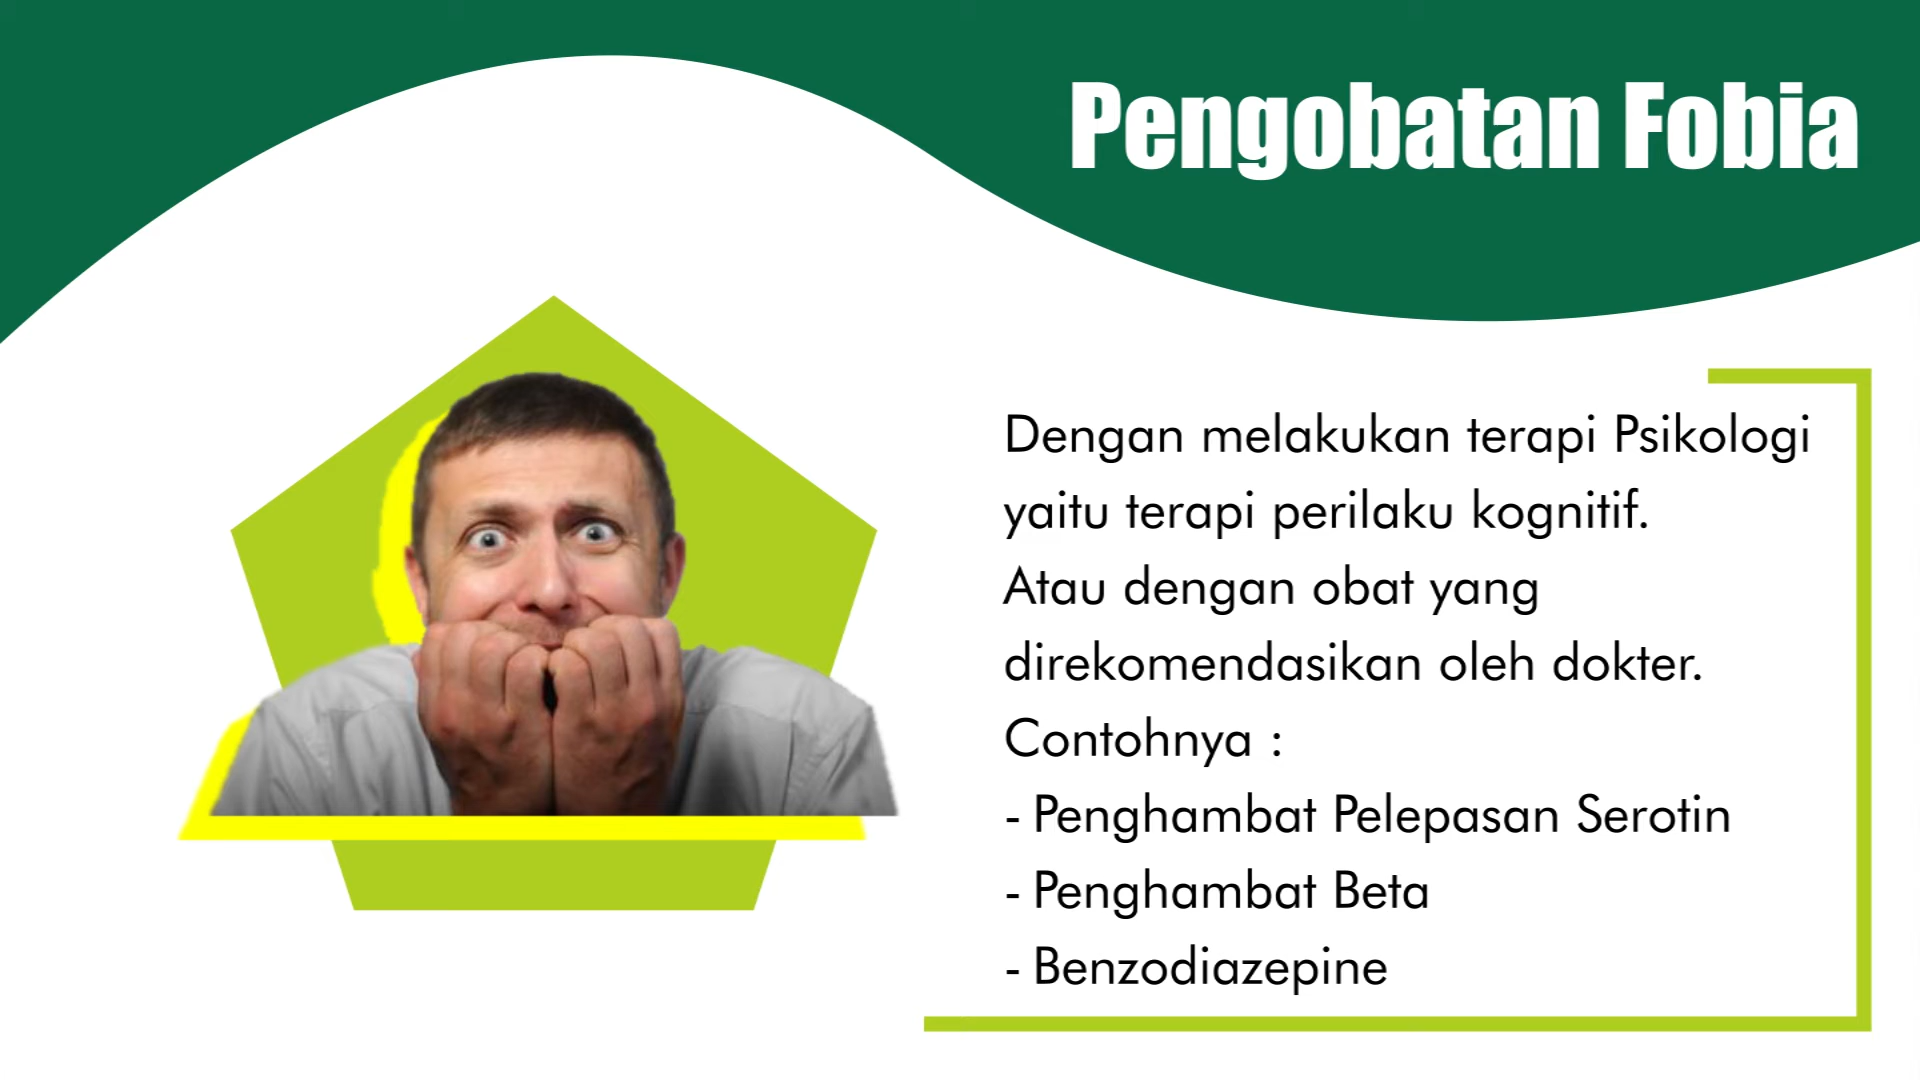 Pengobatan Fobia
Dengan melakukan terapi Psikologi
yaitu terapi perilaku kognitif.
Atau dengan obat yang
direkomendasikan oleh dokter.
Contohnya :
- Penghambat Pelepasan Serotin
- Penghambat Beta
- Benzodiazepine